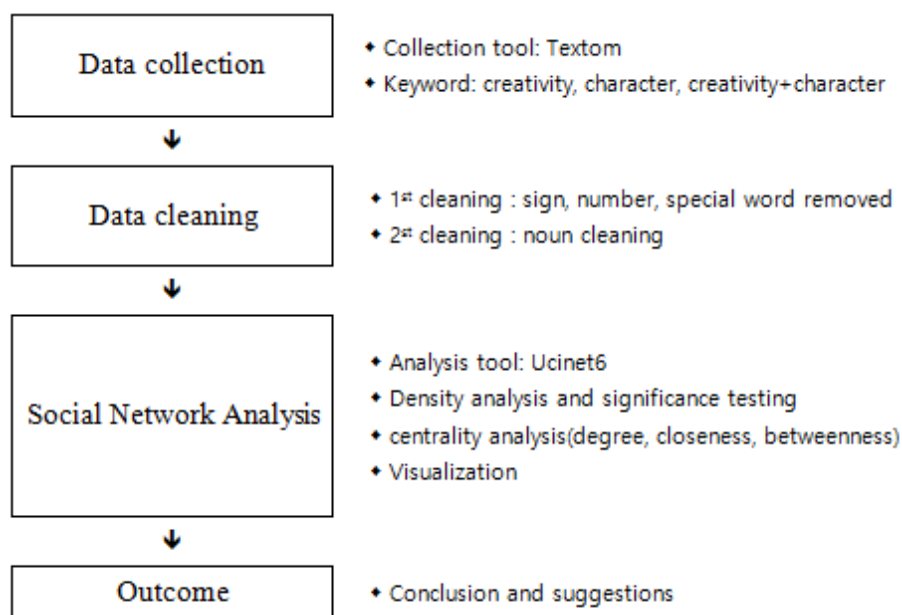 Data collection
◆ Collection tool: Textom
◆ Keyword: creativity, character, creativity+character
Data cleaning
◆ 1st cleaning : sign, number, special word removed
◆ 2st cleaning : noun cleaning
Social Network Analysis
◆ Analysis tool: Ucinet6
◆ Density analysis and significance testing
◆ centrality analysis(degree, closeness, betweenness)
◆ Visualization
Outcome
◆ Conclusion and suggestions